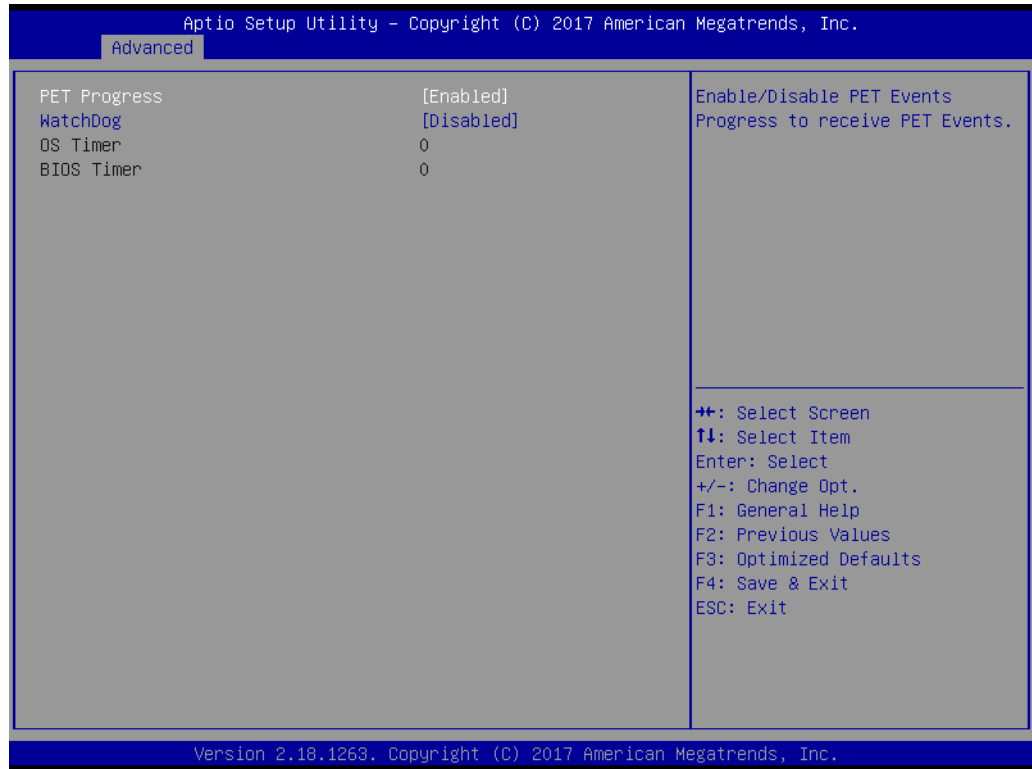 Aptio Setup Utility – Copyright (C) 2017 American Megatrends, Inc.
Advanced
PET Progress [Enabled]
WatchDog [Disabled]
OS Timer 0
BIOS Timer 0
Enable/Disable PET Events
Progress to receive PET Events.
→←: Select Screen
↑↓: Select Item
Enter: Select
+/-: Change Opt.
F1: General Help
F2: Previous Values
F3: Optimized Defaults
F4: Save & Exit
ESC: Exit
Version 2.18.1263. Copyright (C) 2017 American Megatrends, Inc.